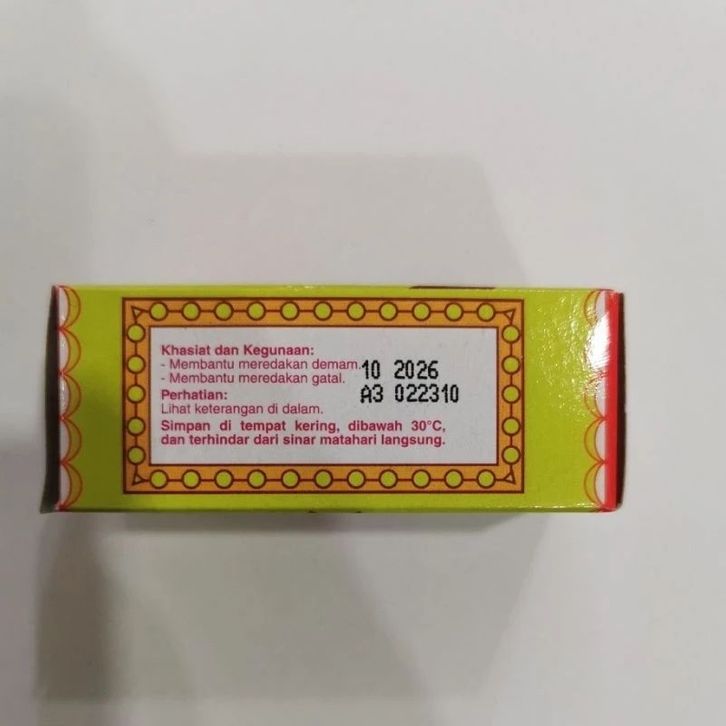 Khasiat dan Kegunaan:
- Membantu meredakan demam.
- Membantu meredakan gatal.
Perhatian:
Lihat keterangan di dalam.
Simpan di tempat kering, dibawah 30°C,
dan terhindar dari sinar matahari langsung.
10 2026
A3 022310